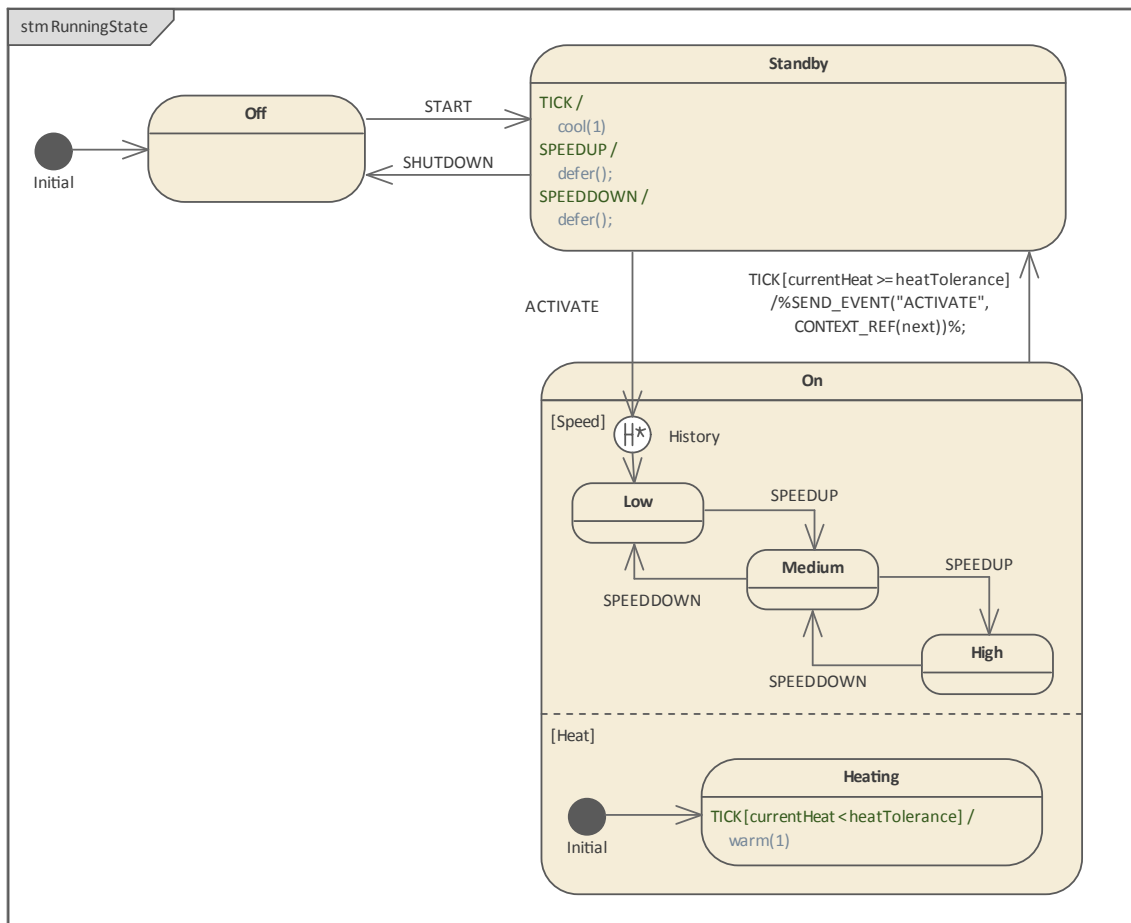 stm RunningState
Standby
Off
START
TICK /
cool(1)
SPEEDUP /
defer();
SPEEDDOWN /
defer();
SHUTDOWN
Initial
ACTIVATE
TICK [currentHeat >= heatTolerance]
/%SEND_EVENT("ACTIVATE",
CONTEXT_REF(next))%;
On
[Speed]
H*
History
Low
SPEEDUP
Medium
SPEEDUP
SPEEDDOWN
High
SPEEDDOWN
[Heat]
Heating
TICK [currentHeat < heatTolerance] /
warm(1)
Initial